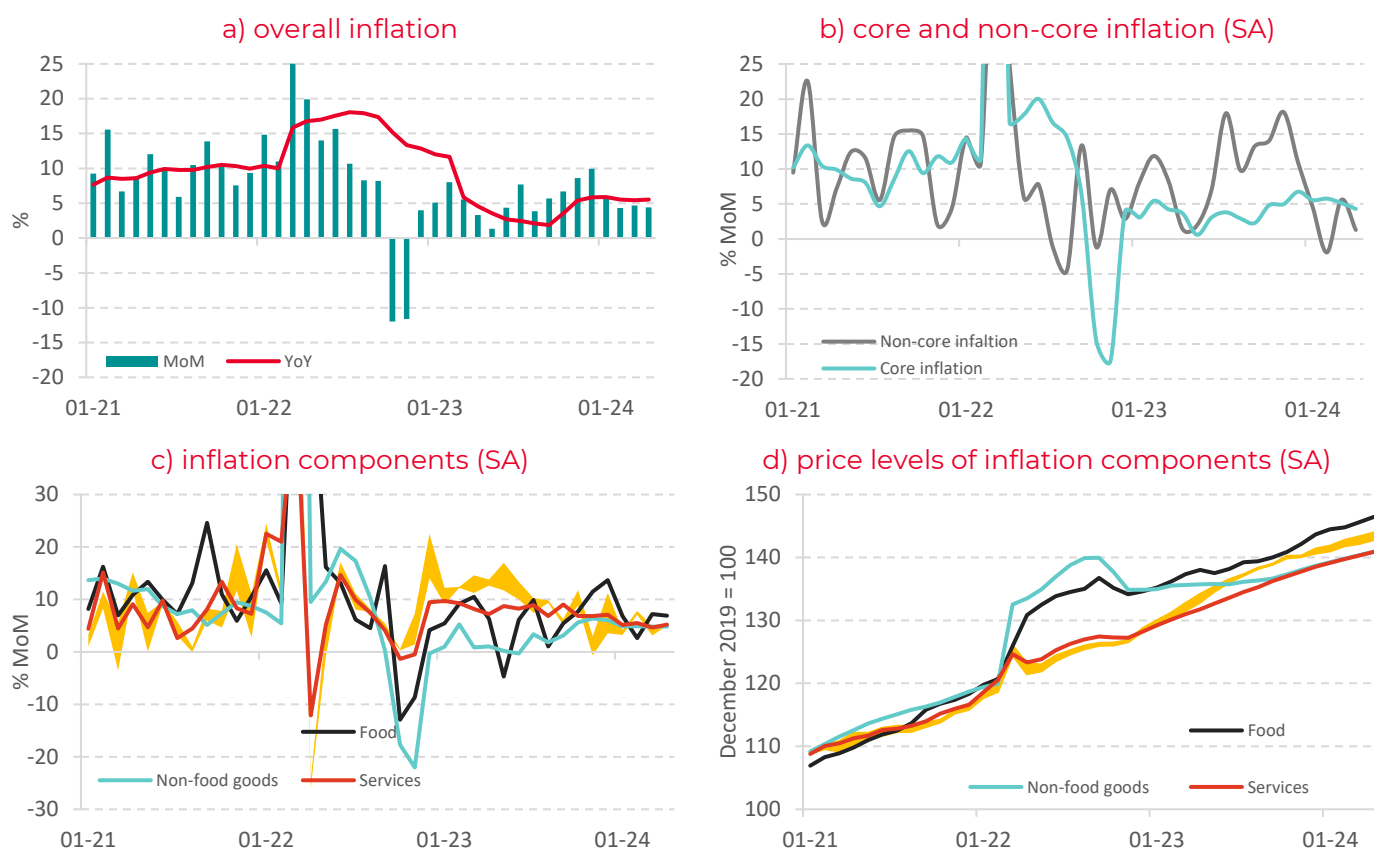 a) overall inflation
%
25
20
15
10
5
0
-5
-10
-15
-20
MoM
YoY
01-21
01-22
01-23
01-24
b) core and non-core inflation (SA)
% MoM
25
20
15
10
5
0
-5
-10
-15
-20
Non-core infaltion
Core inflation
01-21
01-22
01-23
01-24
c) inflation components (SA)
% MoM
30
20
10
0
-10
-20
-30
Food
Non-food goods
Services
01-21
01-22
01-23
01-24
d) price levels of inflation components (SA)
December 2019 = 100
150
140
130
120
110
100
Food
Non-food goods
Services
01-21
01-22
01-23
01-24